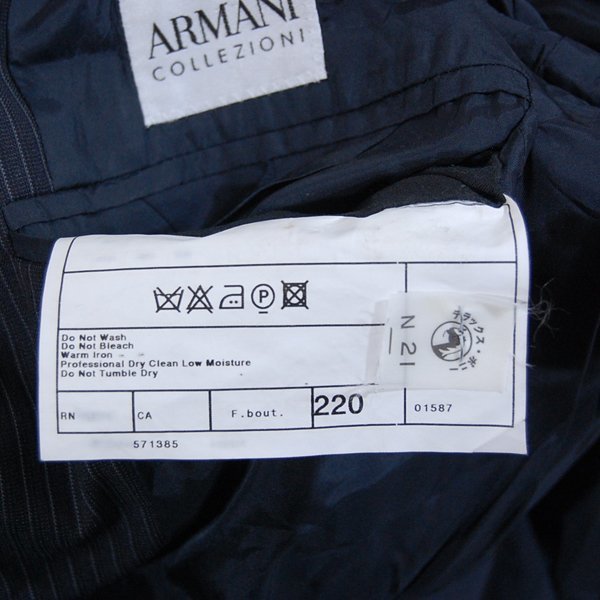 ARMANI
COLLEZIONI
P
Do Not Wash
Do Not Bleach
Warm Iron
Professional Dry Clean Low Moisture
Do Not Tumble Dry
N 21
RN
CA
F.bout.
220
01587
571385